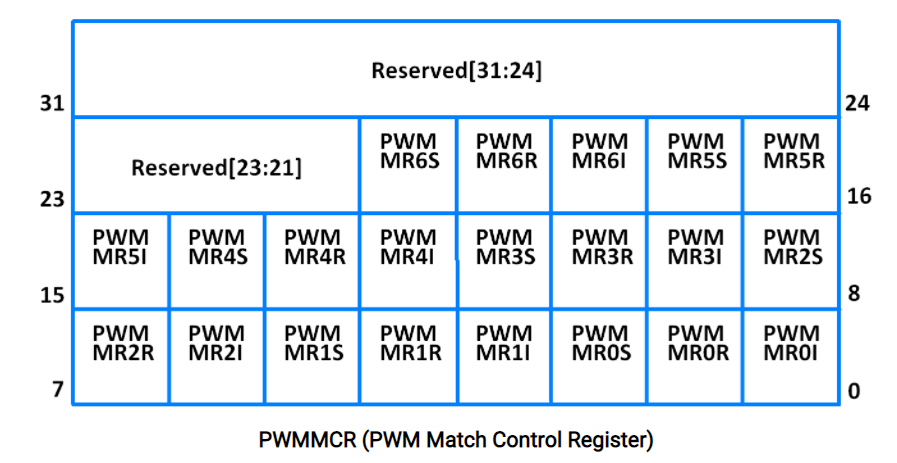 Reserved[31:24]
31
24
Reserved[23:21]
PWM
MR6S
PWM
MR6R
PWM
MR6I
PWM
MR5S
PWM
MR5R
23
16
PWM
MR5I
PWM
MR4S
PWM
MR4R
PWM
MR4I
PWM
MR3S
PWM
MR3R
PWM
MR3I
PWM
MR2S
15
8
PWM
MR2R
PWM
MR2I
PWM
MR1S
PWM
MR1R
PWM
MR1I
PWM
MR0S
PWM
MR0R
PWM
MR0I
7
0
PWMMCR (PWM Match Control Register)